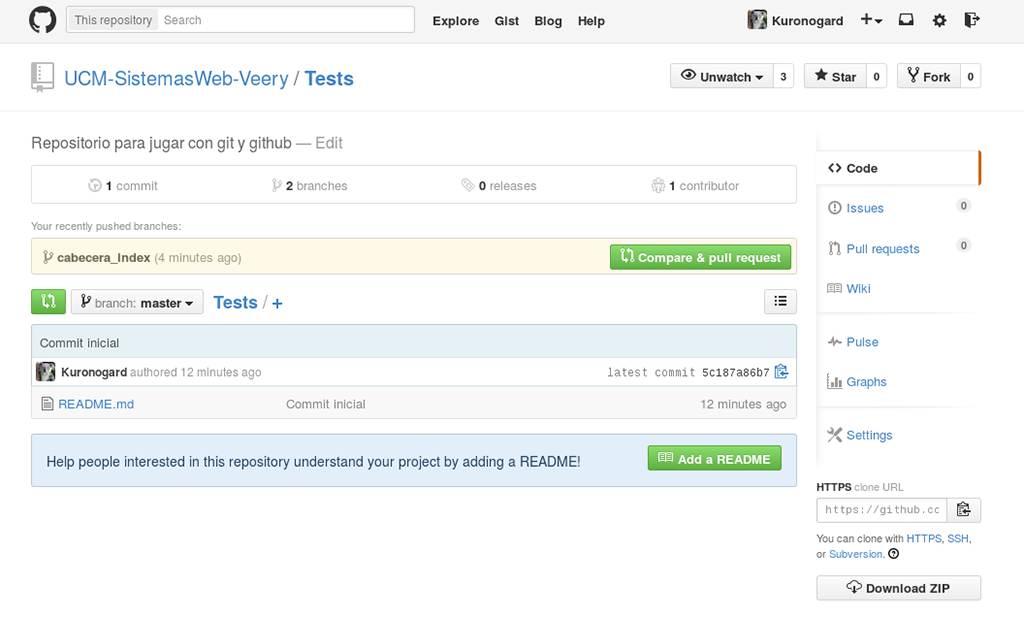 This repository Search Explore Gist Blog Help Kuronogard
UCM-SistemasWeb-Veery / Tests Unwatch 3 Star 0 Fork 0
Repositorio para jugar con git y github — Edit
1 commit 2 branches 0 releases 1 contributor
Your recently pushed branches:
cabecera_index (4 minutes ago) Compare & pull request
branch: master Tests / +
Commit inicial
Kuronogard authored 12 minutes ago latest commit 5c187a86b7
README.md Commit inicial 12 minutes ago
Help people interested in this repository understand your project by adding a README! Add a README
Code
Issues 0
Pull requests 0
Wiki
Pulse
Graphs
Settings
HTTPS clone URL
https://github.cc
You can clone with HTTPS, SSH,
or Subversion.
Download ZIP